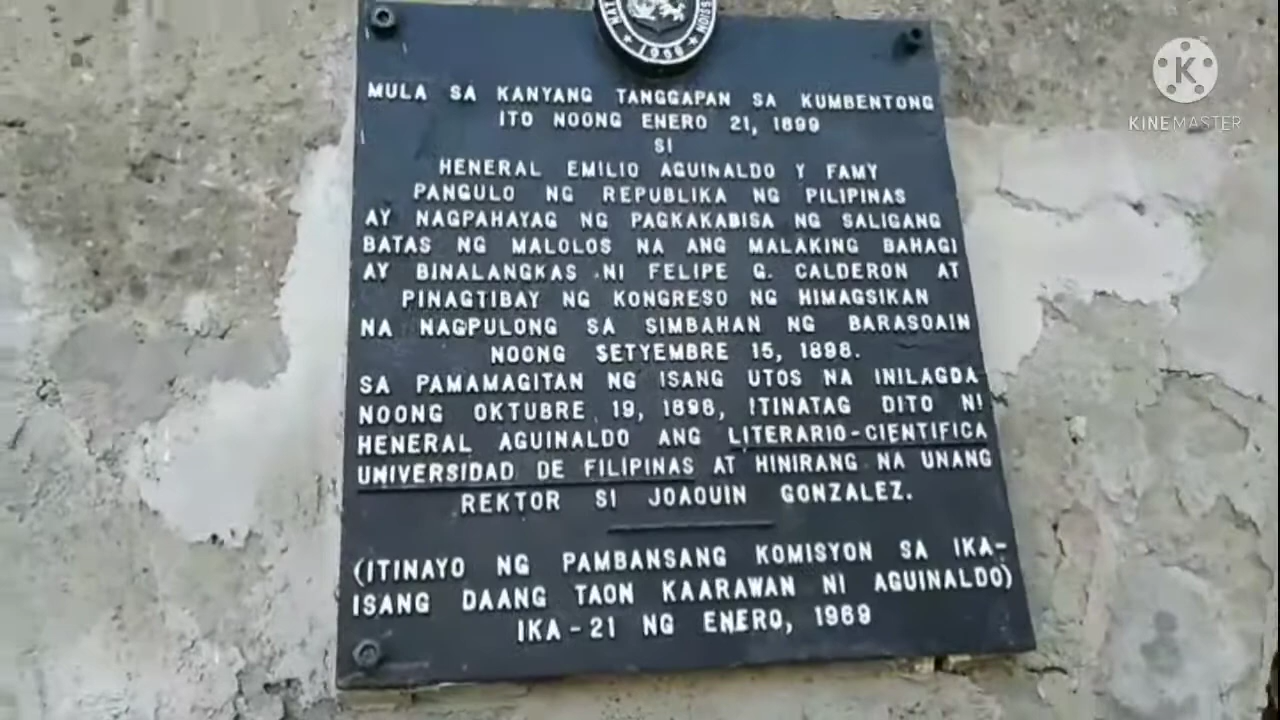 1969
MULA SA KANYANG TANGGAPAN SA KUMBENTONG
ITO NOONG ENERO 21, 1899
SI
HENERAL EMILIO AGUINALDO Y FAMY
PANGULO NG REPUBLIKA NG PILIPINAS
AY NAGPAHAYAG NG PAGKAKABISA NG SALIGANG
BATAS NG MALOLOS NA ANG MALAKING BAHAGI
AY BINALANGKAS NI FELIPE G. CALDERON AT
PINAGTIBAY NG KONGRESO NG HIMAGSIKAN
NA NAGPULONG SA SIMBAHAN NG BARASOAIN
NOONG SETYEMBRE 15, 1898.
SA PAMAMAGITAN NG ISANG UTOS NA INILAGDA
NOONG OKTUBRE 19, 1898, ITINATAG DITO NI
HENERAL AGUINALDO ANG LITERARIO-CIENTIFICA
UNIVERSIDAD DE FILIPINAS AT HINIRANG NA UNANG
REKTOR SI JOAQUIN GONZALEZ.
(ITINAYO NG PAMBANSANG KOMISYON SA IKA-
ISANG DAANG TAON KAARAWAN NI AGUINALDO)
IKA-21 NG ENERO, 1969
K
KINEMASTER